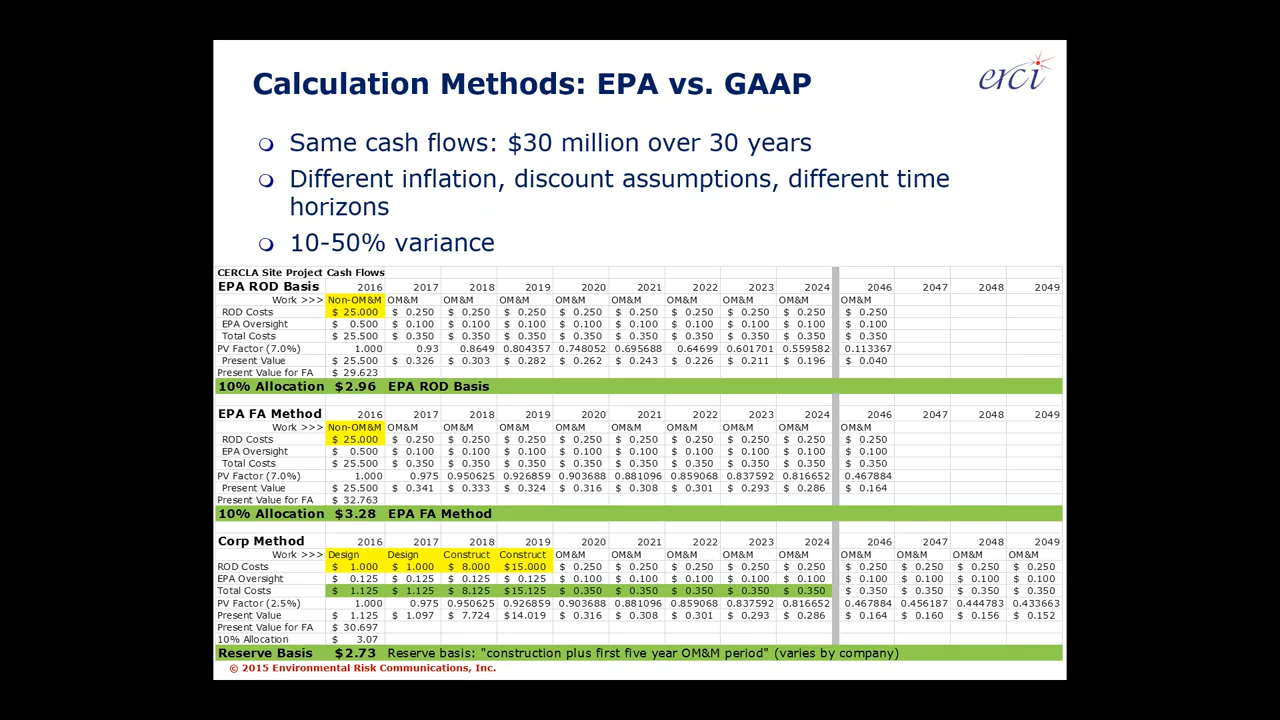 Calculation Methods: EPA vs. GAAP
erci
Same cash flows: $30 million over 30 years
Different inflation, discount assumptions, different time
horizons
10-50% variance
CERCLA Site Project Cash Flows
EPA ROD Basis 2016 2017 2018 2019 2020 2021 2022 2023 2024 2046 2047 2048 2049
Work >>> Non-OM&M OM&M OM&M OM&M OM&M OM&M OM&M OM&M OM&M OM&M
ROD Costs $ 25.000 $ 0.250 $ 0.250 $ 0.250 $ 0.250 $ 0.250 $ 0.250 $ 0.250 $ 0.250 $ 0.250
EPA Oversight $ 0.500 $ 0.100 $ 0.100 $ 0.100 $ 0.100 $ 0.100 $ 0.100 $ 0.100 $ 0.100 $ 0.100
Total Costs $ 25.500 $ 0.350 $ 0.350 $ 0.350 $ 0.350 $ 0.350 $ 0.350 $ 0.350 $ 0.350 $ 0.350
PV Factor (7.0%) 1.000 0.93 0.8649 0.804357 0.748052 0.695688 0.64699 0.601701 0.559582 0.113367
Present Value $ 25.500 $ 0.326 $ 0.303 $ 0.282 $ 0.262 $ 0.243 $ 0.226 $ 0.211 $ 0.196 $ 0.040
Present Value for FA $ 29.623
10% Allocation $2.96 EPA ROD Basis
EPA FA Method 2016 2017 2018 2019 2020 2021 2022 2023 2024 2046 2047 2048 2049
Work >>> Non-OM&M OM&M OM&M OM&M OM&M OM&M OM&M OM&M OM&M OM&M
ROD Costs $ 25.000 $ 0.250 $ 0.250 $ 0.250 $ 0.250 $ 0.250 $ 0.250 $ 0.250 $ 0.250 $ 0.250
EPA Oversight $ 0.500 $ 0.100 $ 0.100 $ 0.100 $ 0.100 $ 0.100 $ 0.100 $ 0.100 $ 0.100 $ 0.100
Total Costs $ 25.500 $ 0.350 $ 0.350 $ 0.350 $ 0.350 $ 0.350 $ 0.350 $ 0.350 $ 0.350 $ 0.350
PV Factor (7.0%) 1.000 0.975 0.950625 0.926859 0.903688 0.881096 0.859068 0.837592 0.816652 0.467884
Present Value $ 25.500 $ 0.341 $ 0.333 $ 0.324 $ 0.316 $ 0.308 $ 0.301 $ 0.293 $ 0.286 $ 0.164
Present Value for FA $ 32.763
10% Allocation $3.28 EPA FA Method
Corp Method 2016 2017 2018 2019 2020 2021 2022 2023 2024 2046 2047 2048 2049
Work >>> Design Design Construct Construct OM&M OM&M OM&M OM&M OM&M OM&M OM&M OM&M OM&M
ROD Costs $ 1.000 $ 1.000 $ 8.000 $15.000 $ 0.250 $ 0.250 $ 0.250 $ 0.250 $ 0.250 $ 0.250 $ 0.250 $ 0.250 $ 0.250
EPA Oversight $ 0.125 $ 0.125 $ 0.125 $ 0.125 $ 0.100 $ 0.100 $ 0.100 $ 0.100 $ 0.100 $ 0.100 $ 0.100 $ 0.100 $ 0.100
Total Costs $ 1.125 $ 1.125 $ 8.125 $15.125 $ 0.350 $ 0.350 $ 0.350 $ 0.350 $ 0.350 $ 0.350 $ 0.350 $ 0.350 $ 0.350
PV Factor (2.5%) 1.000 0.975 0.950625 0.926859 0.903688 0.881096 0.859068 0.837592 0.816652 0.467884 0.456187 0.444783 0.433663
Present Value $ 1.125 $ 1.097 $ 7.724 $14.019 $ 0.316 $ 0.308 $ 0.301 $ 0.293 $ 0.286 $ 0.164 $ 0.160 $ 0.156 $ 0.152
Present Value for FA $ 30.697
10% Allocation $ 3.07
Reserve Basis $2.73 Reserve basis: "construction plus first five year OM&M period" (varies by company)
© 2015 Environmental Risk Communications, Inc.